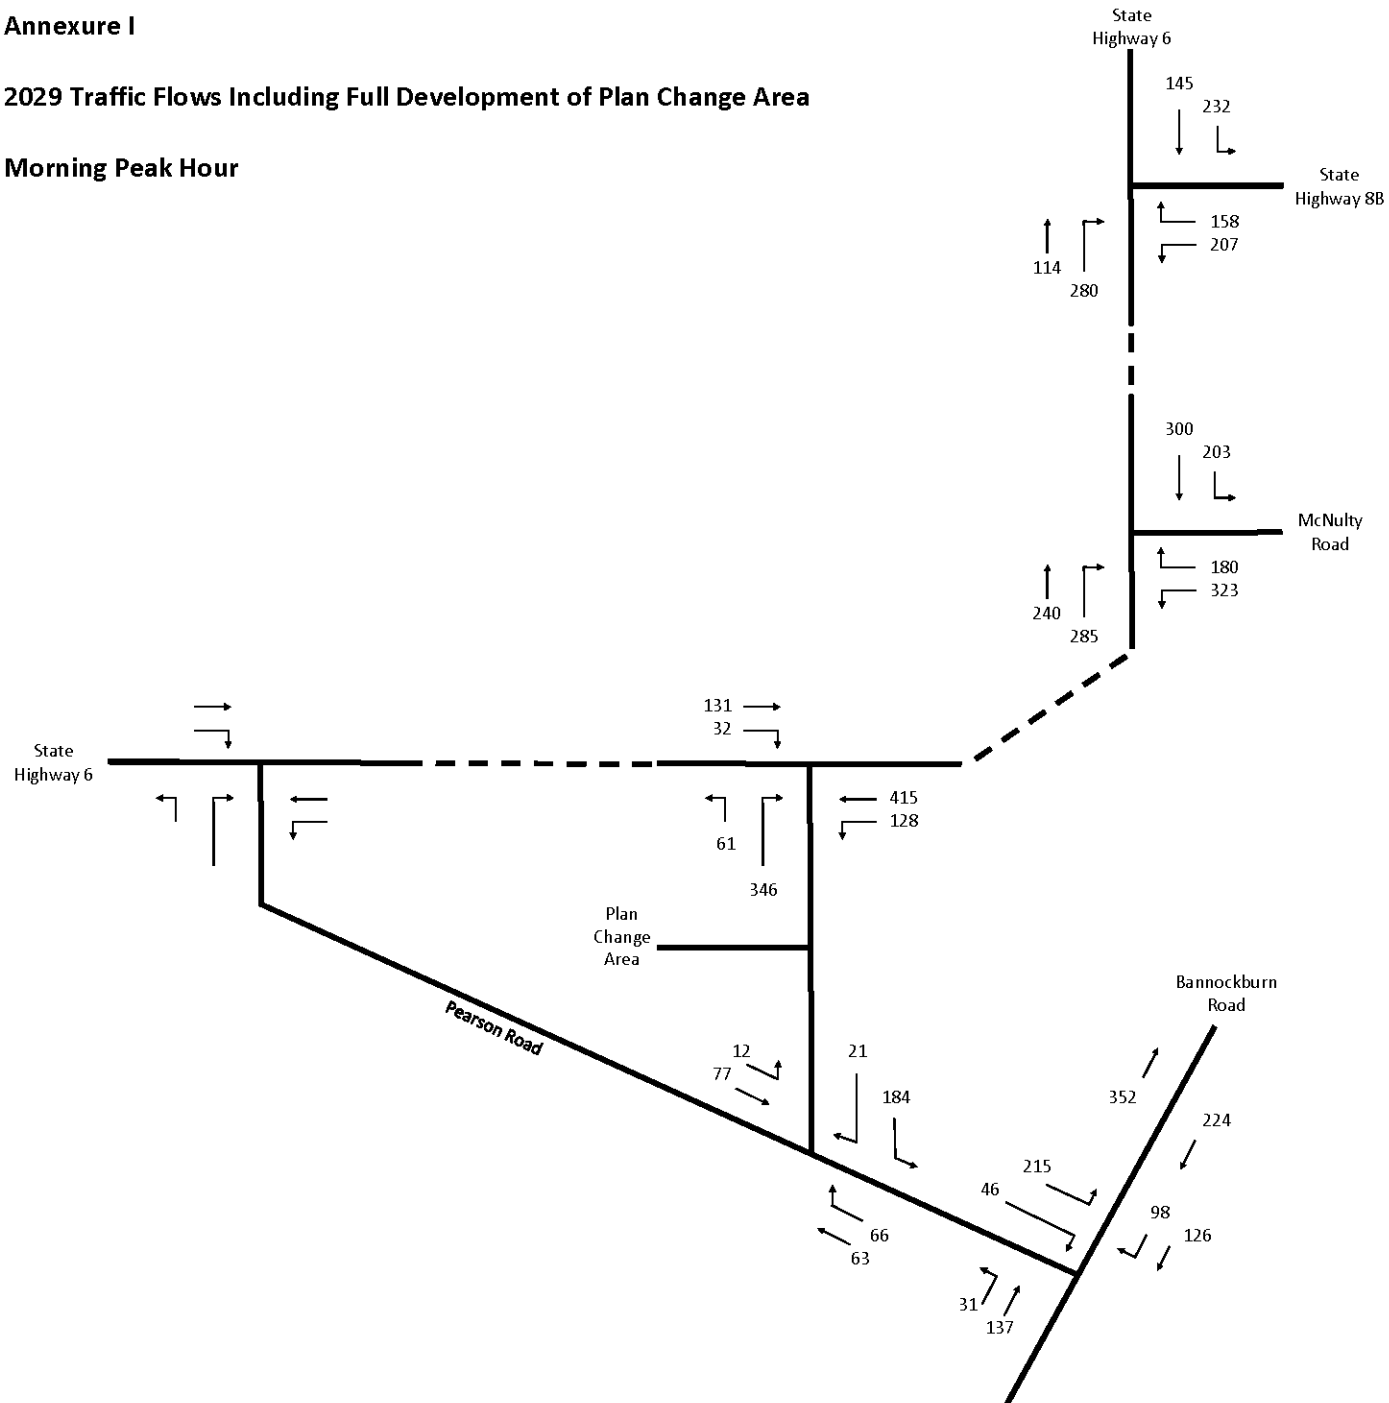 Annexure I
2029 Traffic Flows Including Full Development of Plan Change Area
Morning Peak Hour
State
Highway 6
145
232
State
Highway 8B
158
207
114
280
300
203
McNulty
Road
180
323
240
285
131
32
State
Highway 6
415
128
61
346
Plan
Change
Area
Pearson Road
Bannockburn
Road
12
77
21
184
352
224
215
46
98
126
66
63
31
137